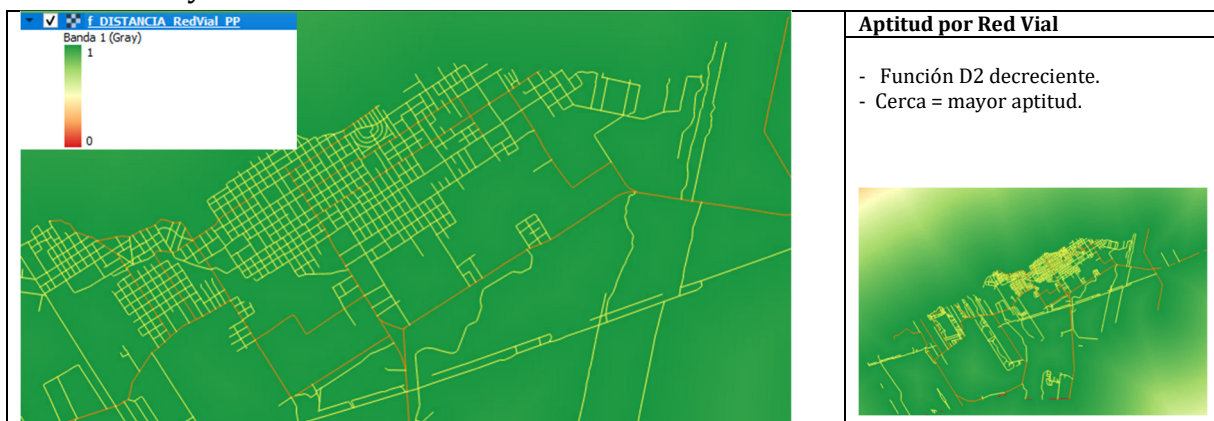 f_DISTANCIA_RedVial_PP
Banda 1 (Gray)
1
0
Aptitud por Red Vial
- Función D2 decreciente.
- Cerca = mayor aptitud.